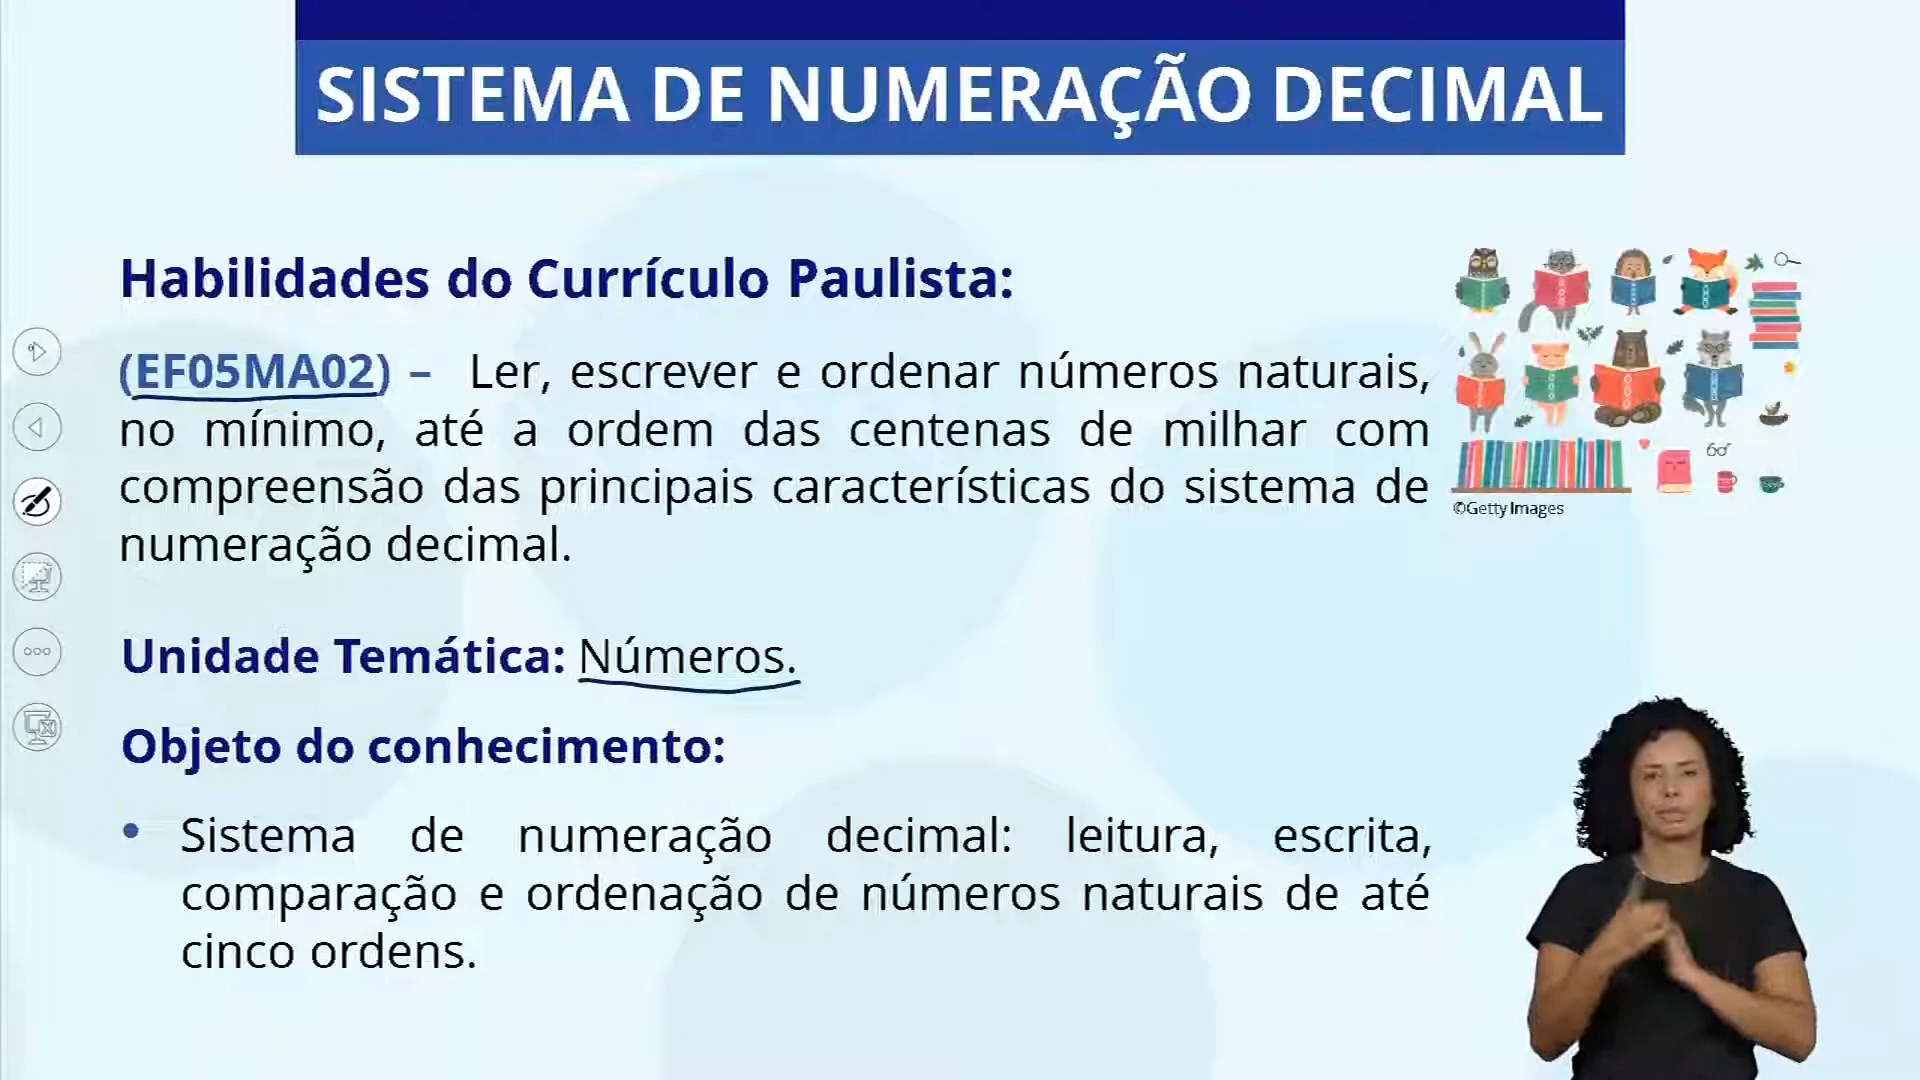 SISTEMA DE NUMERAÇÃO DECIMAL
Habilidades do Currículo Paulista:
(EF05MA02) – Ler, escrever e ordenar números naturais,
no mínimo, até a ordem das centenas de milhar com
compreensão das principais características do sistema de
numeração decimal.
©Getty Images
Unidade Temática: Números.
Objeto do conhecimento:
• Sistema de numeração decimal: leitura, escrita,
comparação e ordenação de números naturais de até
cinco ordens.